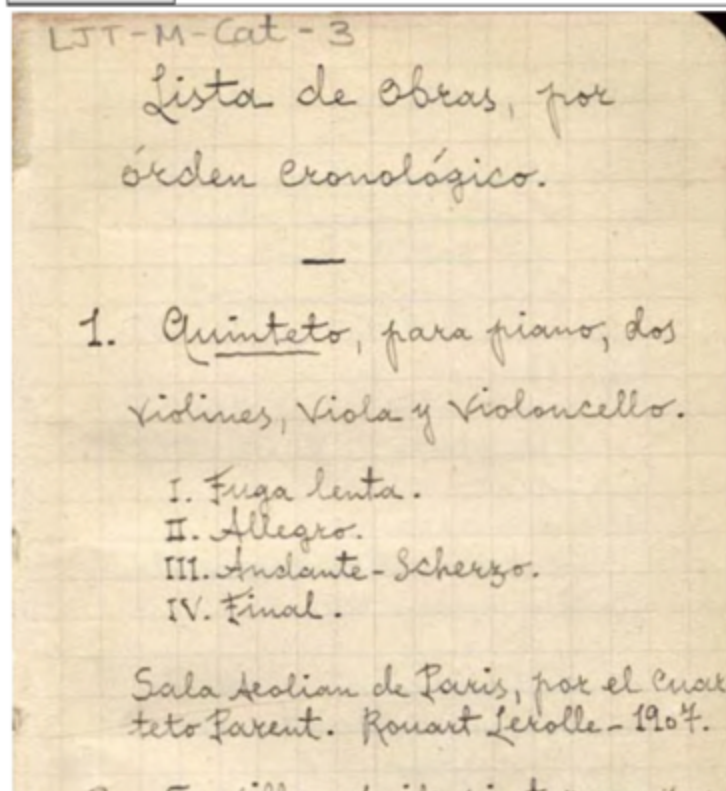 LJT-M-Cat-3
Lista de obras, por
órden cronológico.
—
1. Quinteto, para piano, dos
violines, viola y violoncello.
I. Fuga lenta.
II. Allegro.
III. Andante-Scherzo.
IV. Final.
Sala Aeolian de Paris, por el cuar
teto Parent. Rouart Lerolle-1907.